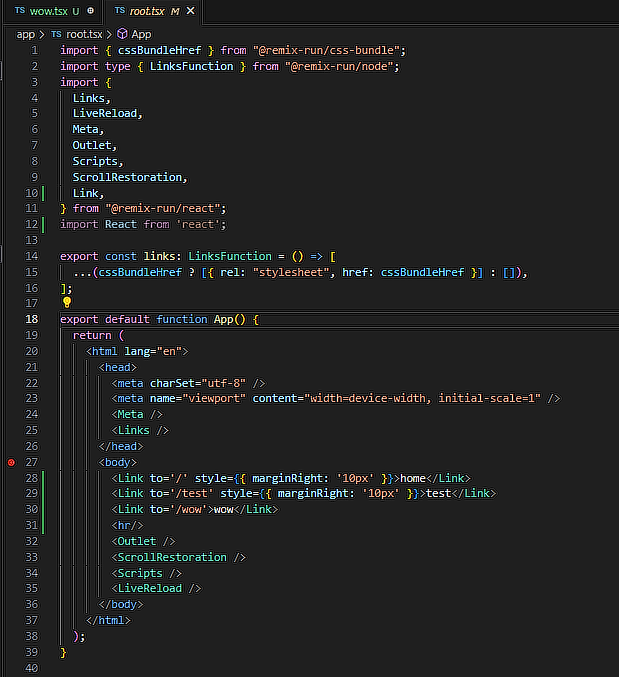 TS wow.tsx U TS root.tsx M
app > TS root.tsx > App
1 import { cssBundleHref } from "@remix-run/css-bundle";
2 import type { LinksFunction } from "@remix-run/node";
3 import {
4   Links,
5   LiveReload,
6   Meta,
7   Outlet,
8   Scripts,
9   ScrollRestoration,
10   Link,
11 } from "@remix-run/react";
12 import React from 'react';
13
14 export const links: LinksFunction = () => [
15   ...(cssBundleHref ? [{ rel: "stylesheet", href: cssBundleHref }] : []),
16 ];
17
18 export default function App() {
19   return (
20     <html lang="en">
21       <head>
22         <meta charSet="utf-8" />
23         <meta name="viewport" content="width=device-width, initial-scale=1" />
24         <Meta />
25         <Links />
26       </head>
27       <body>
28         <Link to='/' style={{ marginRight: '10px' }}>home</Link>
29         <Link to='/test' style={{ marginRight: '10px' }}>test</Link>
30         <Link to='/wow'>wow</Link>
31         <hr/>
32         <Outlet />
33         <ScrollRestoration />
34         <Scripts />
35         <LiveReload />
36       </body>
37     </html>
38   );
39 }
40